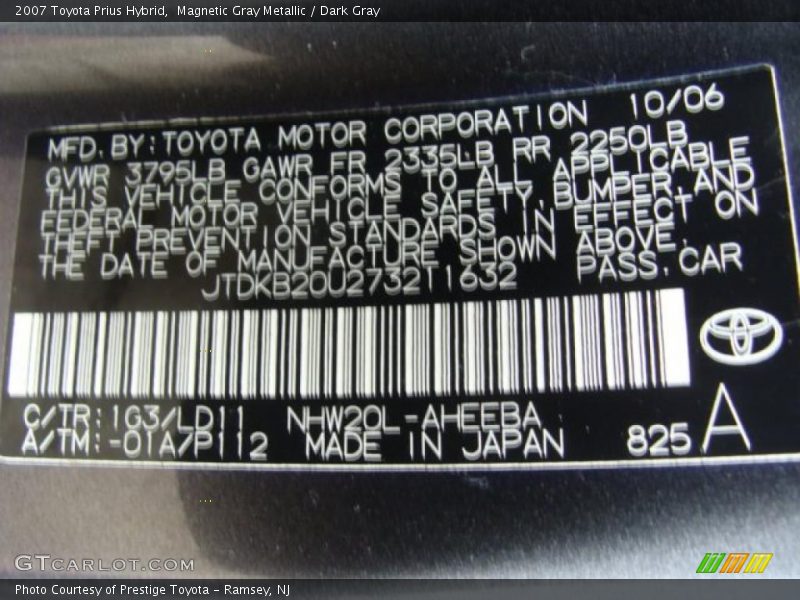 2007 Toyota Prius Hybrid,  Magnetic Gray Metallic / Dark Gray
MFD. BY: TOYOTA MOTOR CORPORATION 10/06
GVWR 3795LB GAWR FR 2335LB RR 2250LB
THIS VEHICLE CONFORMS TO ALL APPLICABLE
FEDERAL MOTOR VEHICLE SAFETY, BUMPER, AND
THEFT PREVENTION STANDARDS IN EFFECT ON
THE DATE OF MANUFACTURE SHOWN ABOVE.
JTDKB20U2732T1632 PASS. CAR
C/TR: 1G3/LD11 NHW20L-AHEEBA
A/TM:-01A/P112 MADE IN JAPAN 825 A
GTCARLOT.COM
Photo Courtesy of Prestige Toyota - Ramsey, NJ